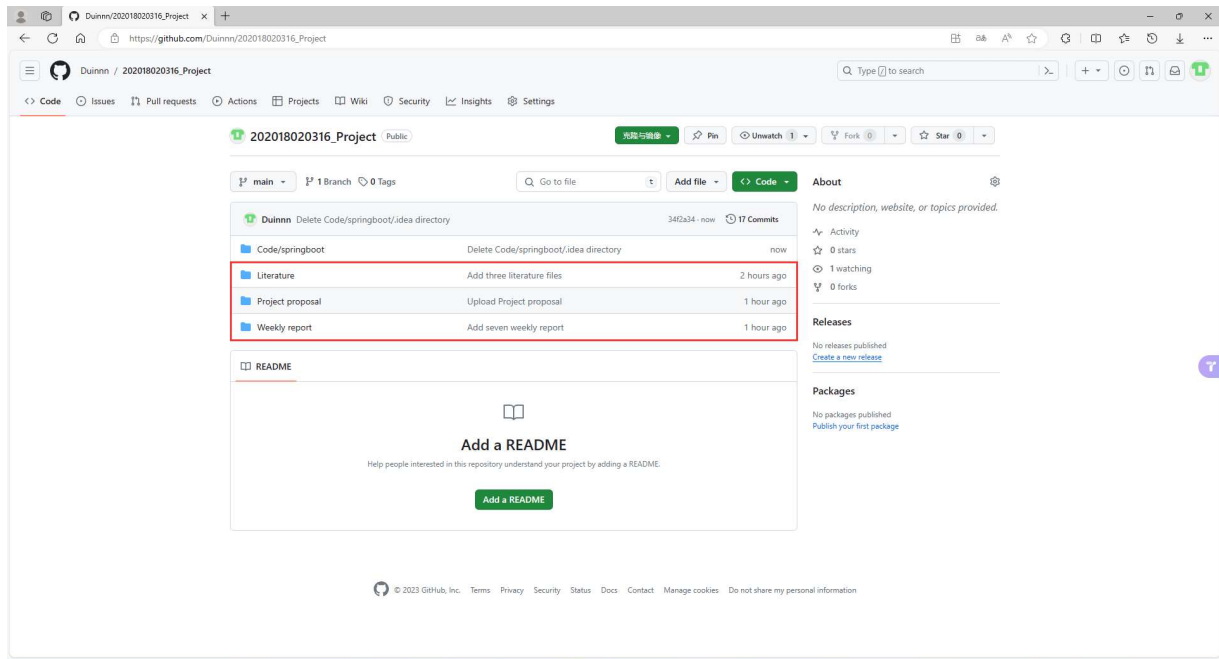 Duinnn/202018020316_Project
https://github.com/Duinnn/202018020316_Project
Duinnn / 202018020316_Project
Type / to search
Code Issues Pull requests Actions Projects Wiki Security Insights Settings
202018020316_Project Public
克隆与镜像 Pin Unwatch 1 Fork 0 Star 0
main 1 Branch 0 Tags Go to file t Add file Code
Duinnn Delete Code/springboot/.idea directory 34f2a34 · now 17 Commits
Code/springboot Delete Code/springboot/.idea directory now
Literature Add three literature files 2 hours ago
Project proposal Upload Project proposal 1 hour ago
Weekly report Add seven weekly report 1 hour ago
README
Add a README
Help people interested in this repository understand your project by adding a README.
Add a README
About
No description, website, or topics provided.
Activity
0 stars
1 watching
0 forks
Releases
No releases published
Create a new release
Packages
No packages published
Publish your first package
© 2023 GitHub, Inc. Terms Privacy Security Status Docs Contact Manage cookies Do not share my personal information